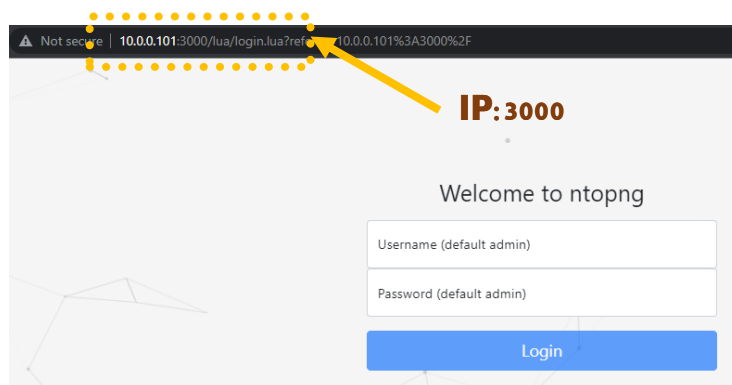 Not secure | 10.0.0.101:3000/lua/login.lua?refe 10.0.0.101%3A3000%2F
IP:3000
Welcome to ntopng
Username (default admin)
Password (default admin)
Login